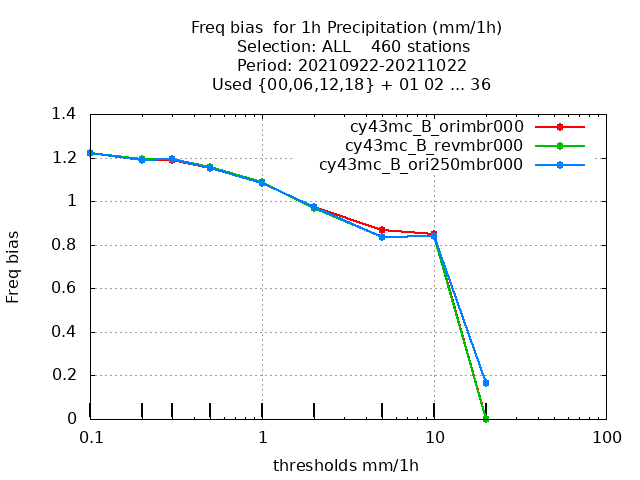 Freq bias  for 1h Precipitation (mm/1h)
Selection: ALL    460 stations
Period: 20210922-20211022
Used {00,06,12,18} + 01 02 ... 36
cy43mc_B_orimbr000
cy43mc_B_revmbr000
cy43mc_B_ori250mbr000
1.4
1.2
1
0.8
0.6
0.4
0.2
0
Freq bias
0.1
1
10
100
thresholds mm/1h